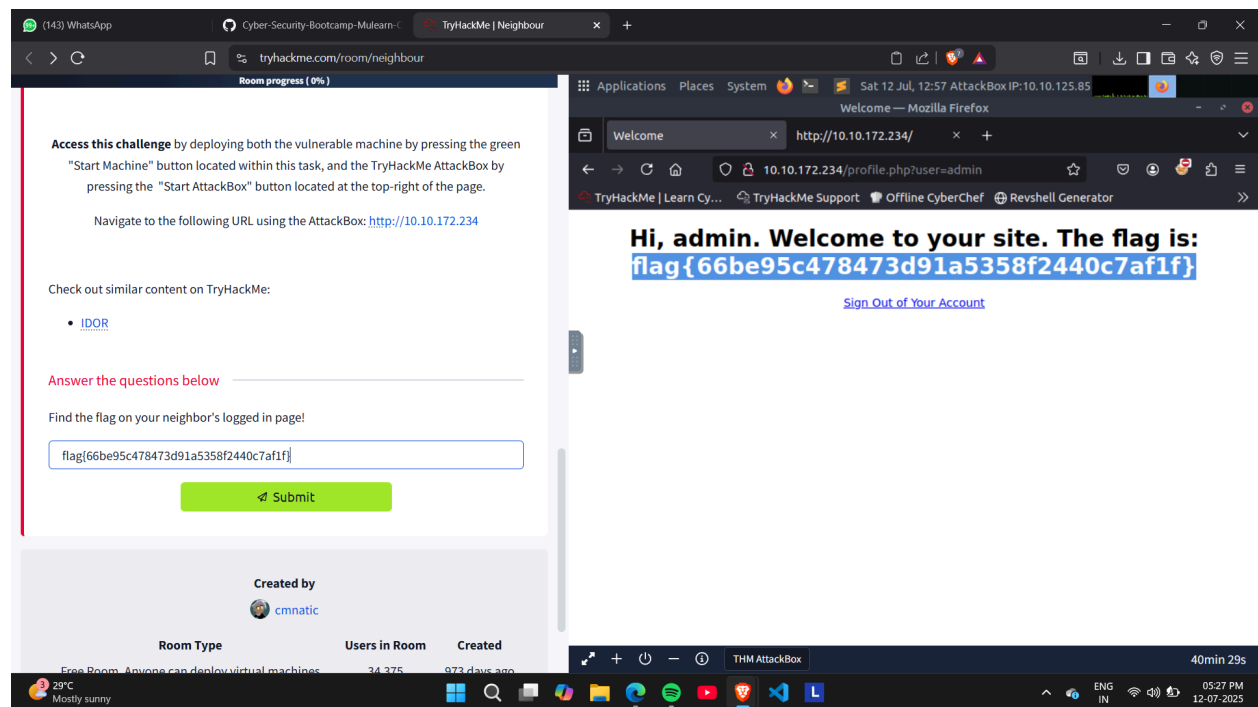 (143) WhatsApp
Cyber-Security-Bootcamp-Mulearn-C
TryHackMe | Neighbour
tryhackme.com/room/neighbour
Room progress ( 0% )
Access this challenge by deploying both the vulnerable machine by pressing the green
"Start Machine" button located within this task, and the TryHackMe AttackBox by
pressing the "Start AttackBox" button located at the top-right of the page.
Navigate to the following URL using the AttackBox: http://10.10.172.234
Check out similar content on TryHackMe:
IDOR
Answer the questions below
Find the flag on your neighbor's logged in page!
flag{66be95c478473d91a5358f2440c7af1f}
Submit
Created by
cmnatic
Room Type Users in Room Created
Free Room. Anyone can deploy virtual machines 34,375 973 days ago
Applications Places System Sat 12 Jul, 12:57 AttackBox IP:10.10.125.85
Welcome — Mozilla Firefox
Welcome http://10.10.172.234/
10.10.172.234/profile.php?user=admin
TryHackMe | Learn Cy... TryHackMe Support Offline CyberChef Revshell Generator
Hi, admin. Welcome to your site. The flag is:
flag{66be95c478473d91a5358f2440c7af1f}
Sign Out of Your Account
THM AttackBox 40min 29s
3
29°C
Mostly sunny
L
ENG
IN
05:27 PM
12-07-2025